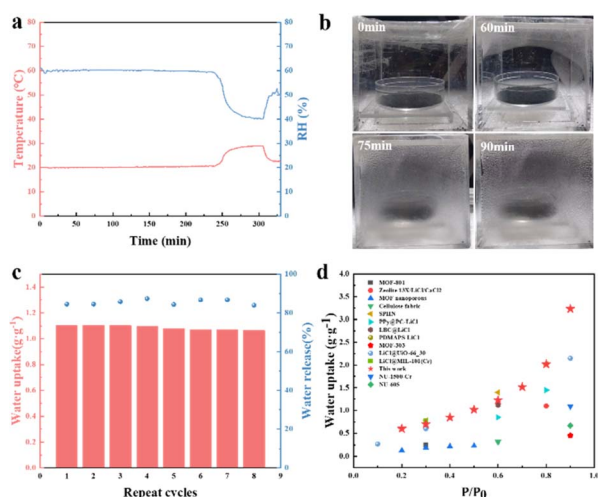 a
Temperature (°C)
80
70
60
50
40
30
20
10
0
80
70
60
50
40
30
20
10
0
RH (%)
0 50 100 150 200 250 300
Time (min)
b
0min
60min
75min
90min
c
Water uptake(g·g-1)
1.4
1.2
1.0
0.8
0.6
0.4
0.2
0.0
100
80
60
40
20
0
Water release(%)
0 1 2 3 4 5 6 7 8 9
Repeat cycles
d
Water uptake (g·g-1)
4.0
3.5
3.0
2.5
2.0
1.5
1.0
0.5
0.0
MOF-801
Zeolite 13X/LiCl/CaCl2
MOF nanoporous
Cellulose fabric
SPHN
PPy@PC-LiCl
LBC@LiCl
PDMAPS/LiCl
MOF-303
LiCl@UiO-66_30
LiCl@MIL-101(Cr)
This work
NU-1500-Cr
0.0 0.2 0.4 0.6 0.8 1.0
P/P0